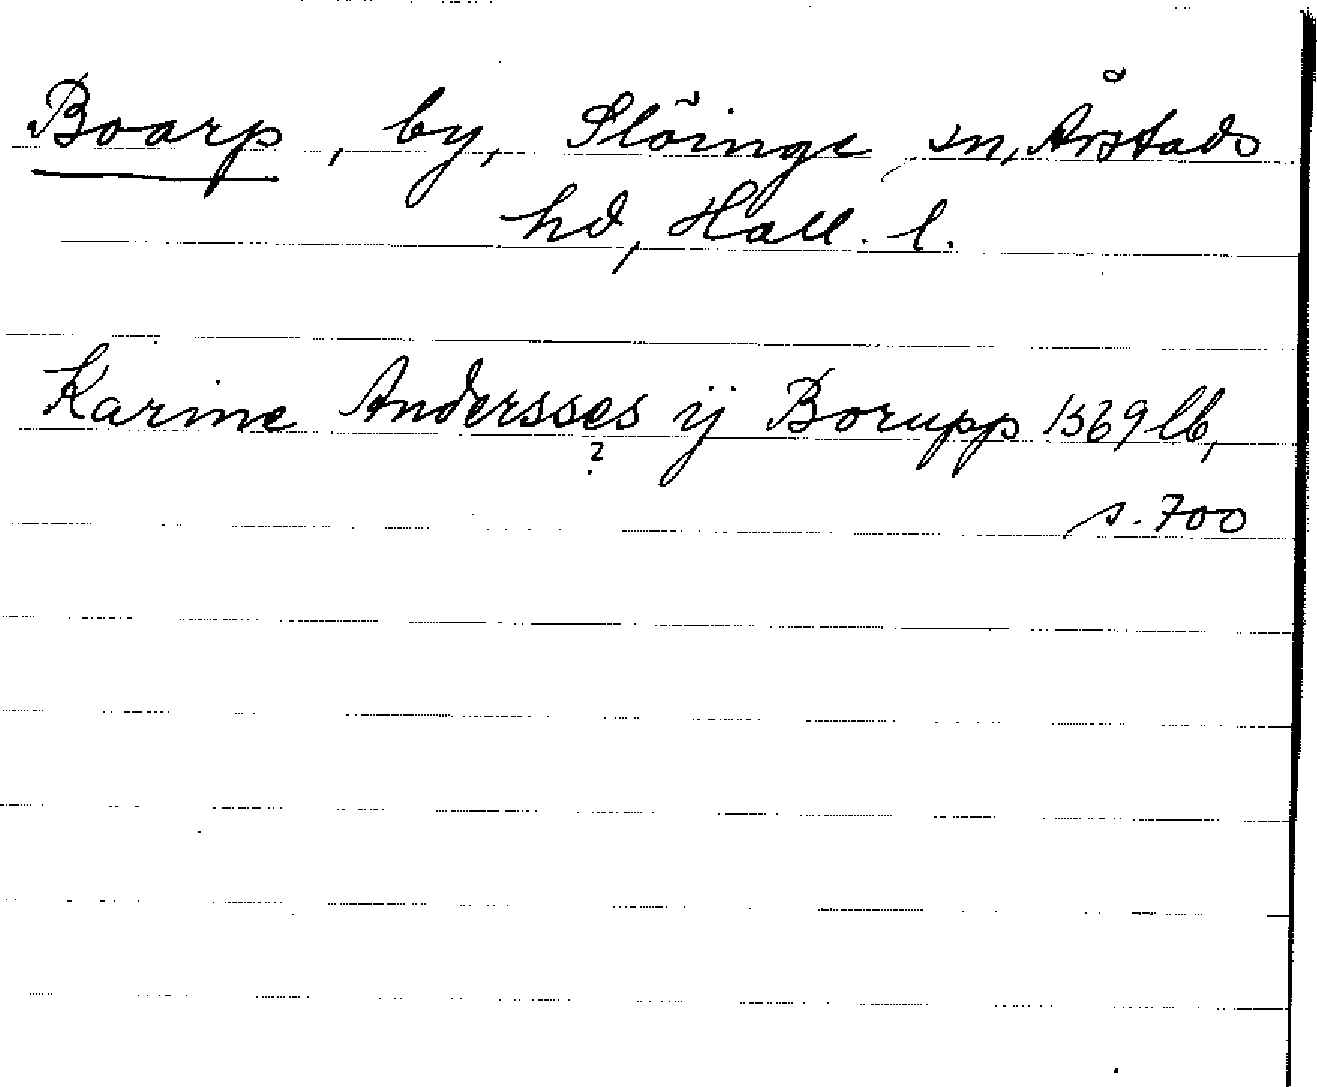 Boarp, by, Slöinge sn, Årstads
hd, Hall. l.
Karine Andersses ij Borupp 1569 lb,
?
s. 700